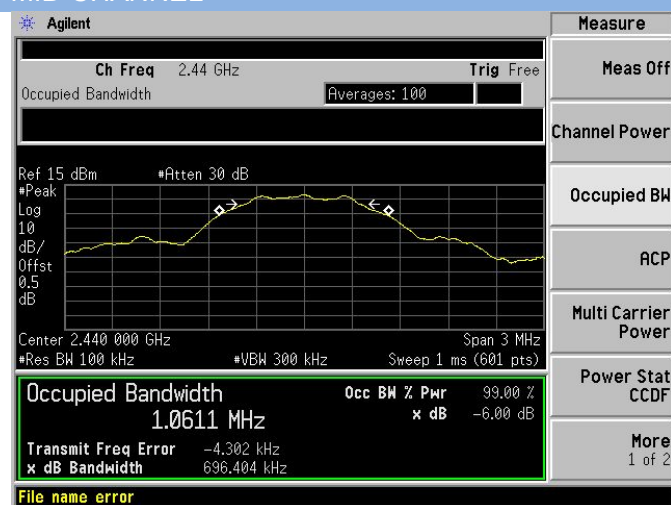 Agilent
Measure
Ch Freq 2.44 GHz Trig Free
Occupied Bandwidth Averages: 100
Ref 15 dBm #Atten 30 dB
#Peak
Log
10
dB/
Offst
0.5
dB
Center 2.440 000 GHz Span 3 MHz
#Res BW 100 kHz #VBW 300 kHz Sweep 1 ms (601 pts)
Occupied Bandwidth Occ BW % Pwr 99.00 %
1.0611 MHz x dB -6.00 dB
Transmit Freq Error -4.302 kHz
x dB Bandwidth 696.404 kHz
File name error
Meas Off
Channel Power
Occupied BW
ACP
Multi Carrier
Power
Power Stat
CCDF
More
1 of 2